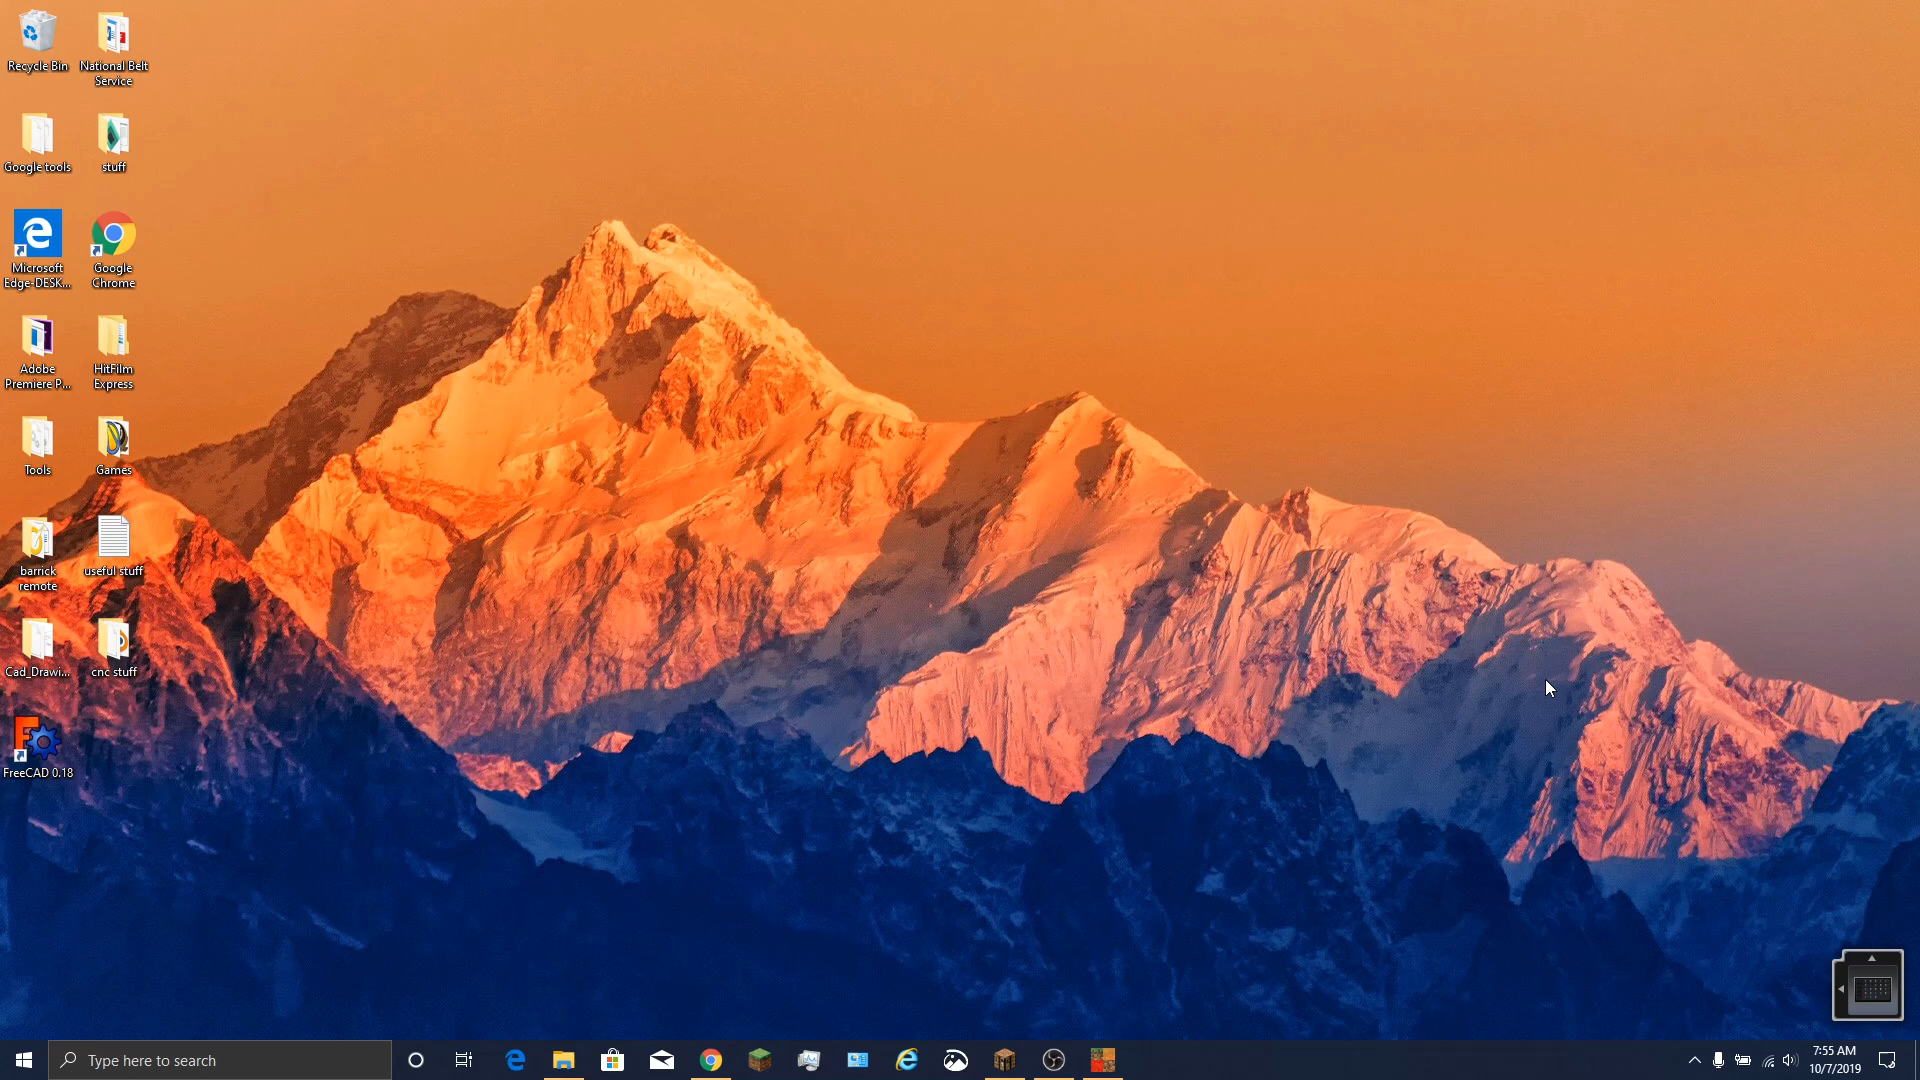 Recycle Bin
National Belt
Service
Google tools
stuff
Microsoft
Edge-DESK...
Google
Chrome
Adobe
Premiere P...
HitFilm
Express
Tools
Games
barrick
remote
useful stuff
Cad_Drawi...
cnc stuff
FreeCAD 0.18
Type here to search
7:55 AM
10/7/2019